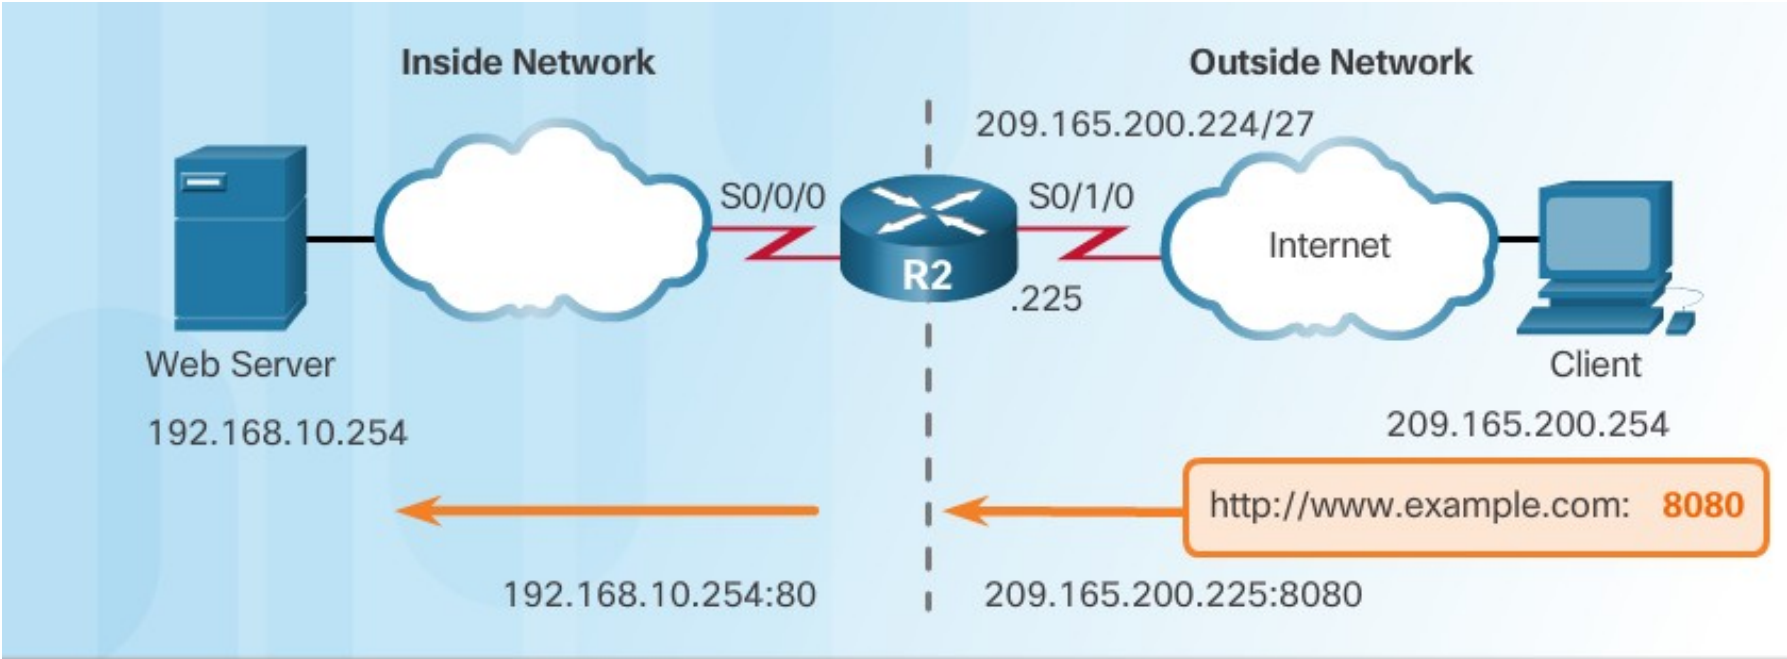 Inside Network
Outside Network
209.165.200.224/27
S0/0/0
S0/1/0
Internet
R2
.225
Web Server
Client
192.168.10.254
209.165.200.254
http://www.example.com: 8080
192.168.10.254:80
209.165.200.225:8080